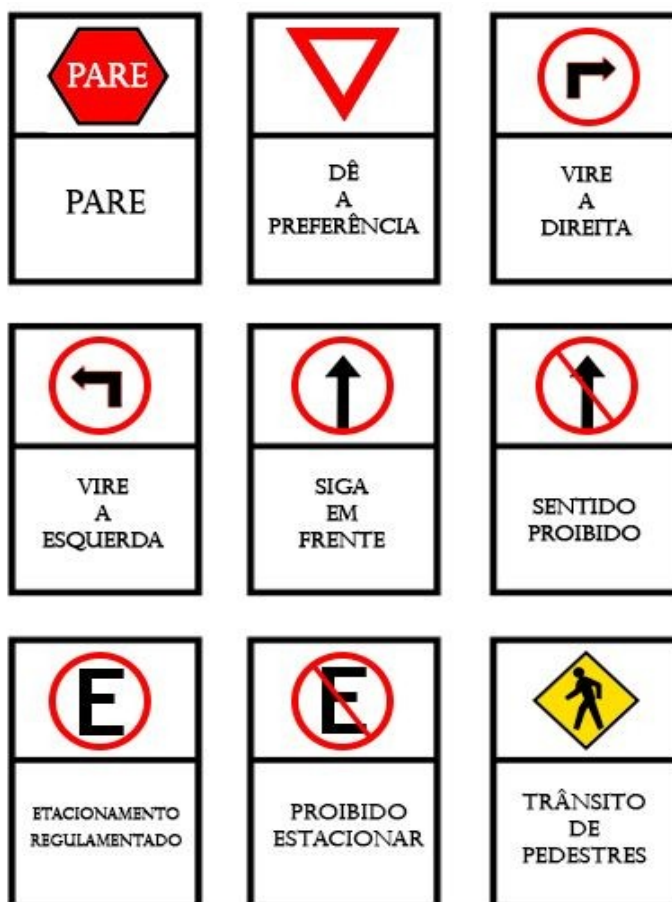 PARE
PARE
DÊ
A
PREFERÊNCIA
VIRE
A
DIREITA
VIRE
A
ESQUERDA
SIGA
EM
FRENTE
SENTIDO
PROIBIDO
E
ETACIONAMENTO
REGULAMENTADO
E
PROIBIDO
ESTACIONAR
TRÂNSITO
DE
PEDESTRES